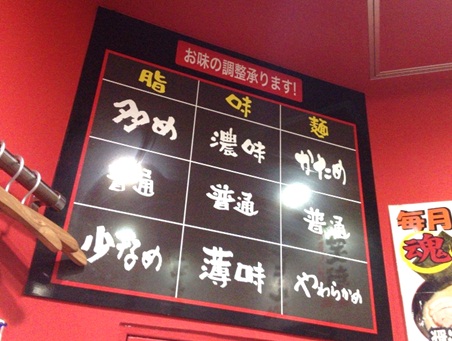 お味の調整承ります!
脂 味 麺
多め 濃味 かため
普通 普通 普通
少なめ 薄味 やわらかめ
毎月
魂